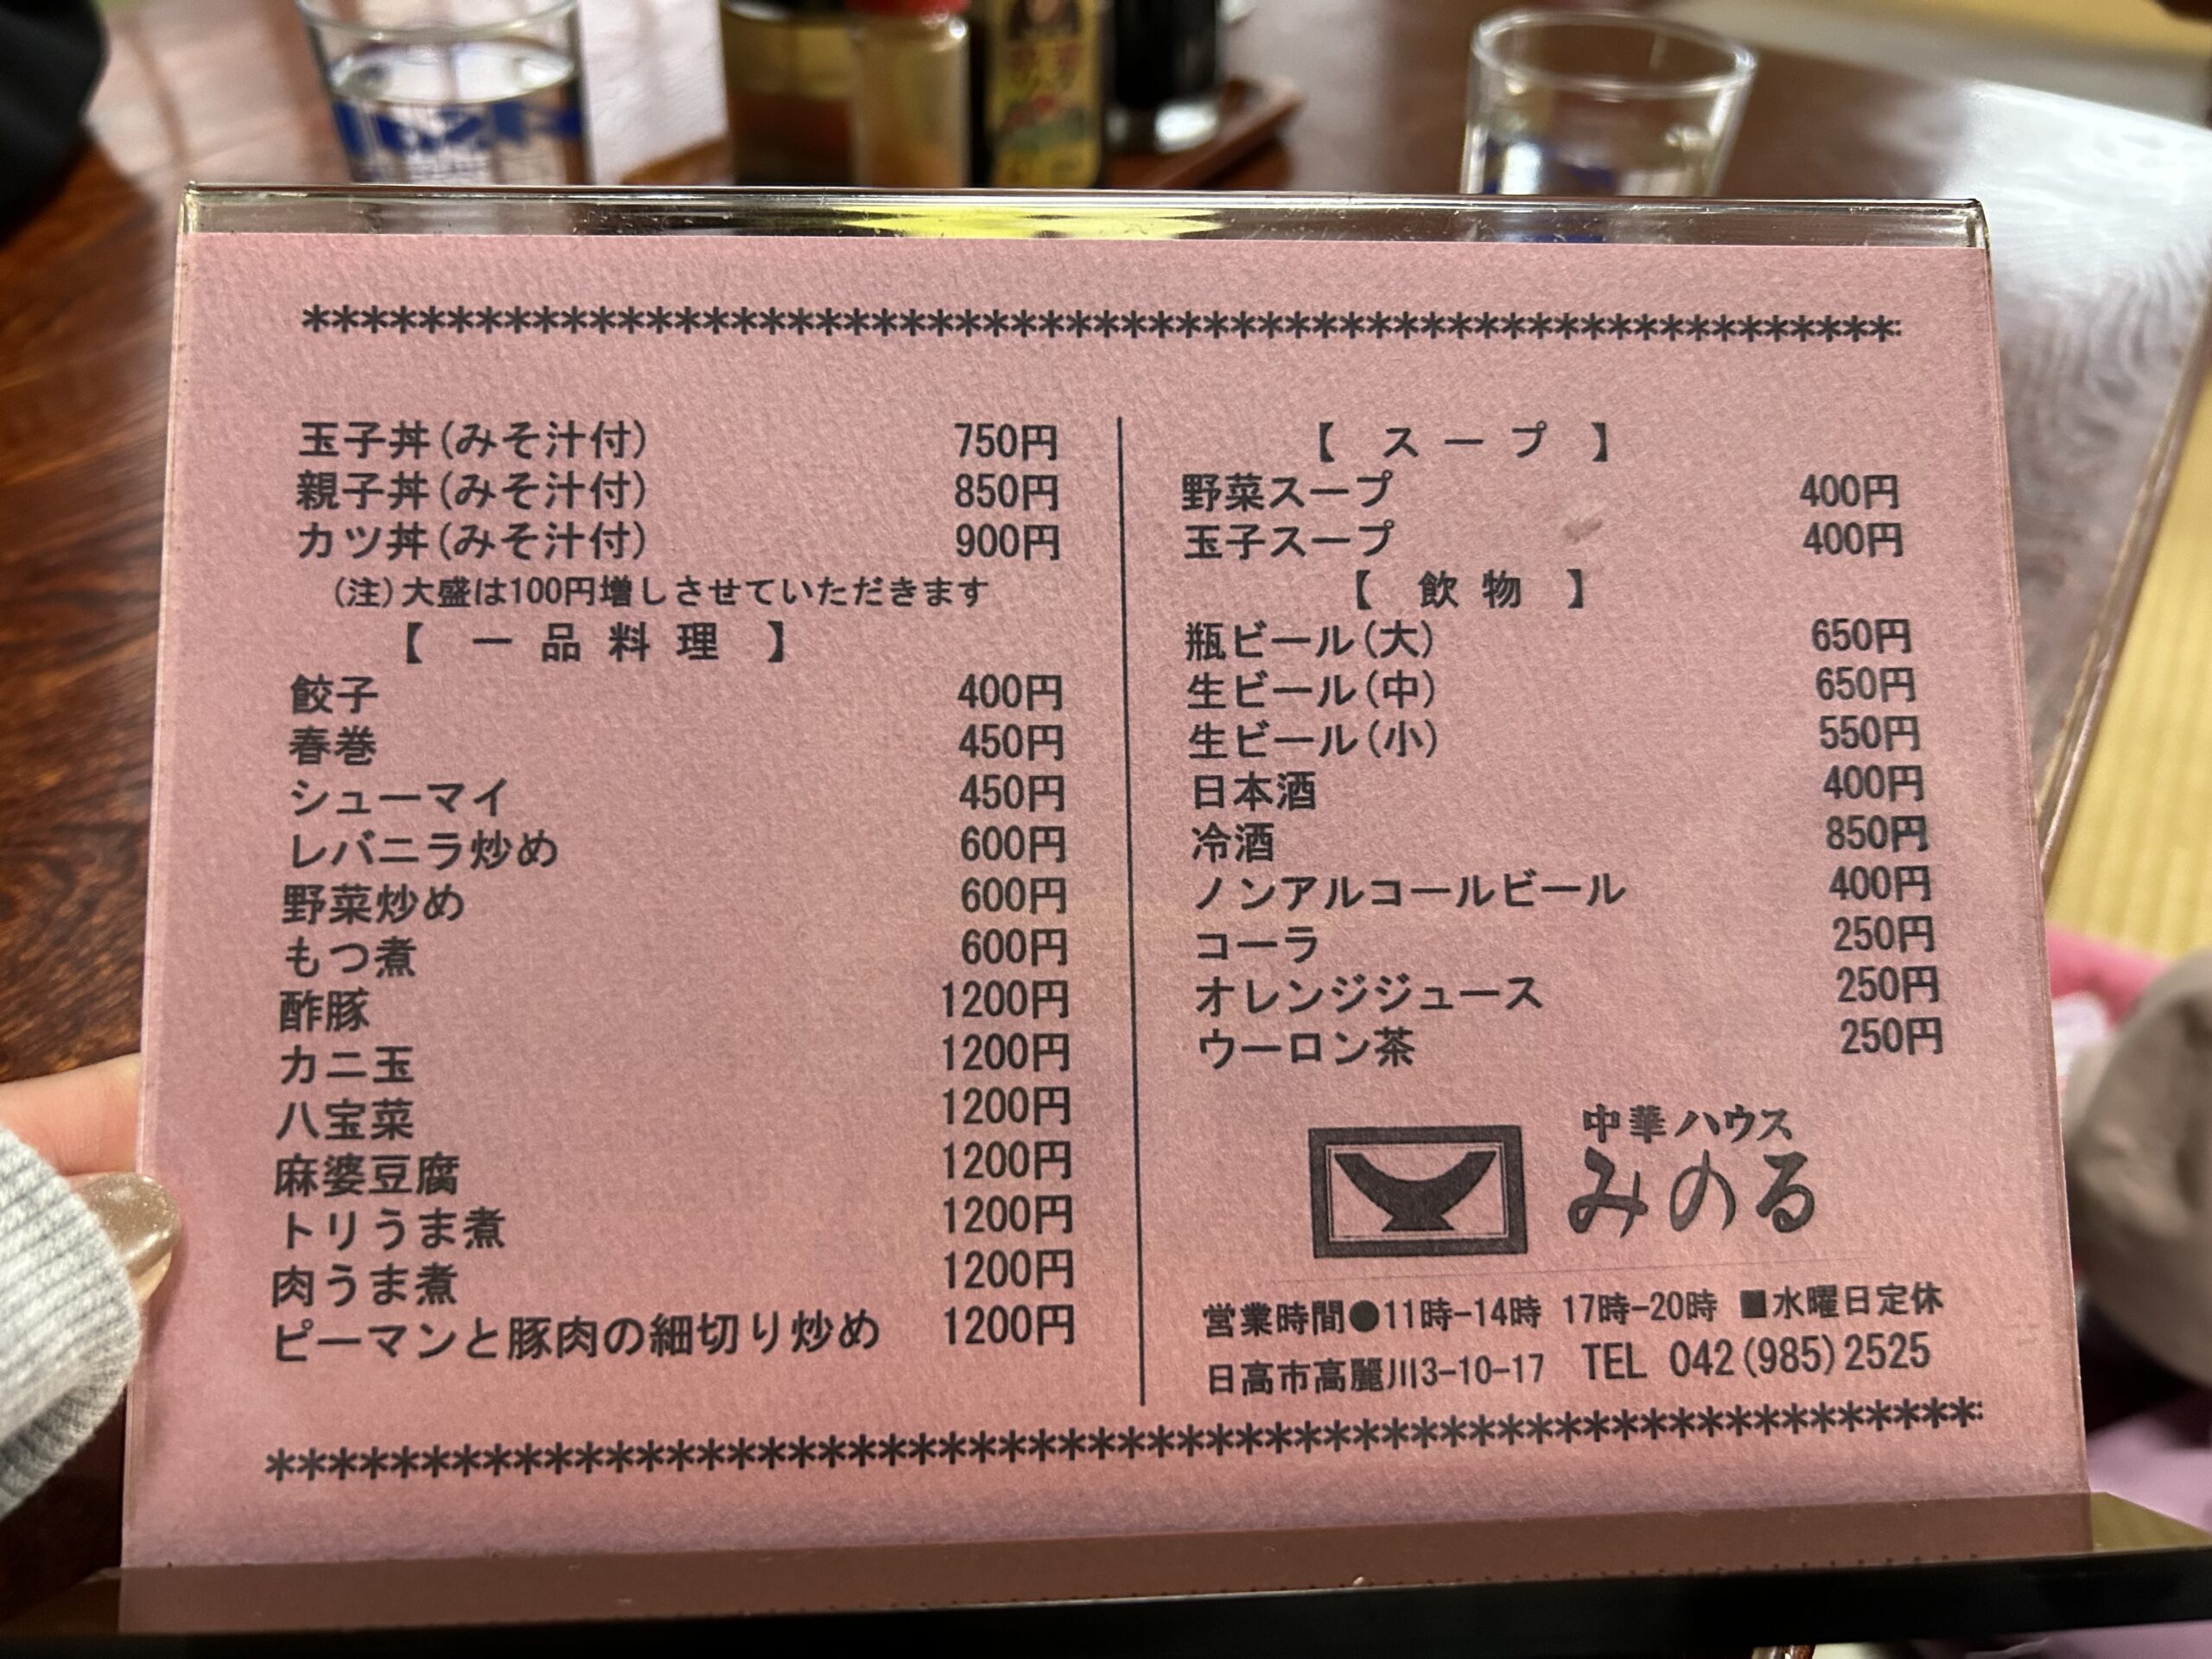 ************************************************************
玉子丼(みそ汁付) 750円
親子丼(みそ汁付) 850円
カツ丼(みそ汁付) 900円
(注)大盛は100円増しさせていただきます
【 一 品 料 理 】
餃子 400円
春巻 450円
シューマイ 450円
レバニラ炒め 600円
野菜炒め 600円
もつ煮 600円
酢豚 1200円
カニ玉 1200円
八宝菜 1200円
麻婆豆腐 1200円
トリうま煮 1200円
肉うま煮 1200円
ピーマンと豚肉の細切り炒め 1200円
【 ス ー プ 】
野菜スープ 400円
玉子スープ 400円
【 飲 物 】
瓶ビール(大) 650円
生ビール(中) 650円
生ビール(小) 550円
日本酒 400円
冷酒 850円
ノンアルコールビール 400円
コーラ 250円
オレンジジュース 250円
ウーロン茶 250円
中華ハウス
みのる
営業時間●11時-14時 17時-20時 ■水曜日定休
日高市高麗川3-10-17 TEL 042(985)2525
************************************************************